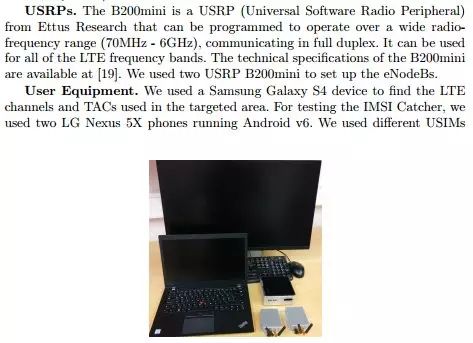 USRPs. The B200mini is a USRP (Universal Software Radio Peripheral)
from Ettus Research that can be programmed to operate over a wide radio-
frequency range (70MHz - 6GHz), communicating in full duplex. It can be used
for all of the LTE frequency bands. The technical specifications of the B200mini
are available at [19]. We used two USRP B200mini to set up the eNodeBs.
User Equipment. We used a Samsung Galaxy S4 device to find the LTE
channels and TACs used in the targeted area. For testing the IMSI Catcher, we
used two LG Nexus 5X phones running Android v6. We used different USIMs